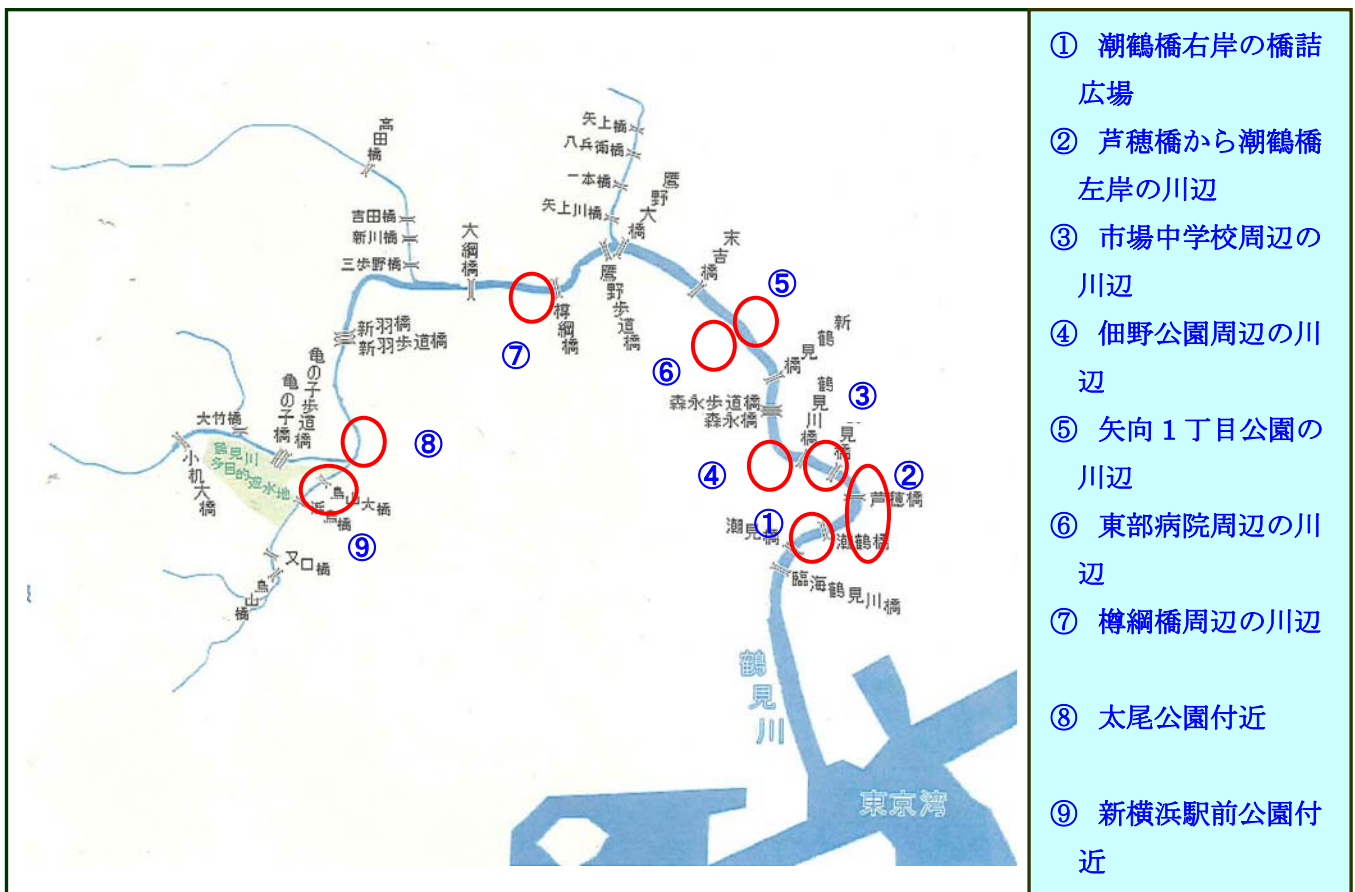 高田橋
矢上橋
八兵衛橋
一本橋
矢上川橋
鷹野大橋
吉田橋
新川橋
三歩野橋
大綱橋
末吉橋
⑤
鷹野歩道橋
樽綱橋
⑦
⑥
新羽橋
新羽歩道橋
新鶴見橋
亀の子歩道橋
亀の子橋
森永歩道橋
森永橋
鶴見川橋
③
見橋
大竹橋
小机大橋
鶴見川
多目的遊水地
⑧
④
②
芦穂橋
鳥山大橋
浜鳥橋
⑨
①
潮見橋
潮鶴橋
臨海鶴見川橋
又口橋
鳥山橋
鶴見川
東京湾
① 潮鶴橋右岸の橋詰
広場
② 芦穂橋から潮鶴橋
左岸の川辺
③ 市場中学校周辺の
川辺
④ 佃野公園周辺の川
辺
⑤ 矢向１丁目公園の
川辺
⑥ 東部病院周辺の川
辺
⑦ 樽綱橋周辺の川辺
⑧ 太尾公園付近
⑨ 新横浜駅前公園付
近